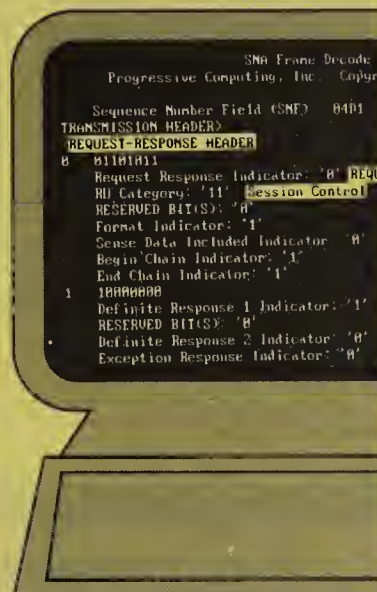 SNA Frame Decode
Progressive Computing, Inc. Copyr
Sequence Number Field (SNF) 04D1
TRANSMISSION HEADER>
REQUEST-RESPONSE HEADER
0 01101011
Request Response Indicator: '0' REQU
RU Category: '11' Session Control
RESERVED BIT(S): '0'
Format Indicator: '1'
Sense Data Included Indicator '0'
Begin Chain Indicator: '1'
End Chain Indicator: '1'
1 10000000
Definite Response 1 Indicator: '1'
RESERVED BIT(S): '0'
Definite Response 2 Indicator '0'
Exception Response Indicator: '0'